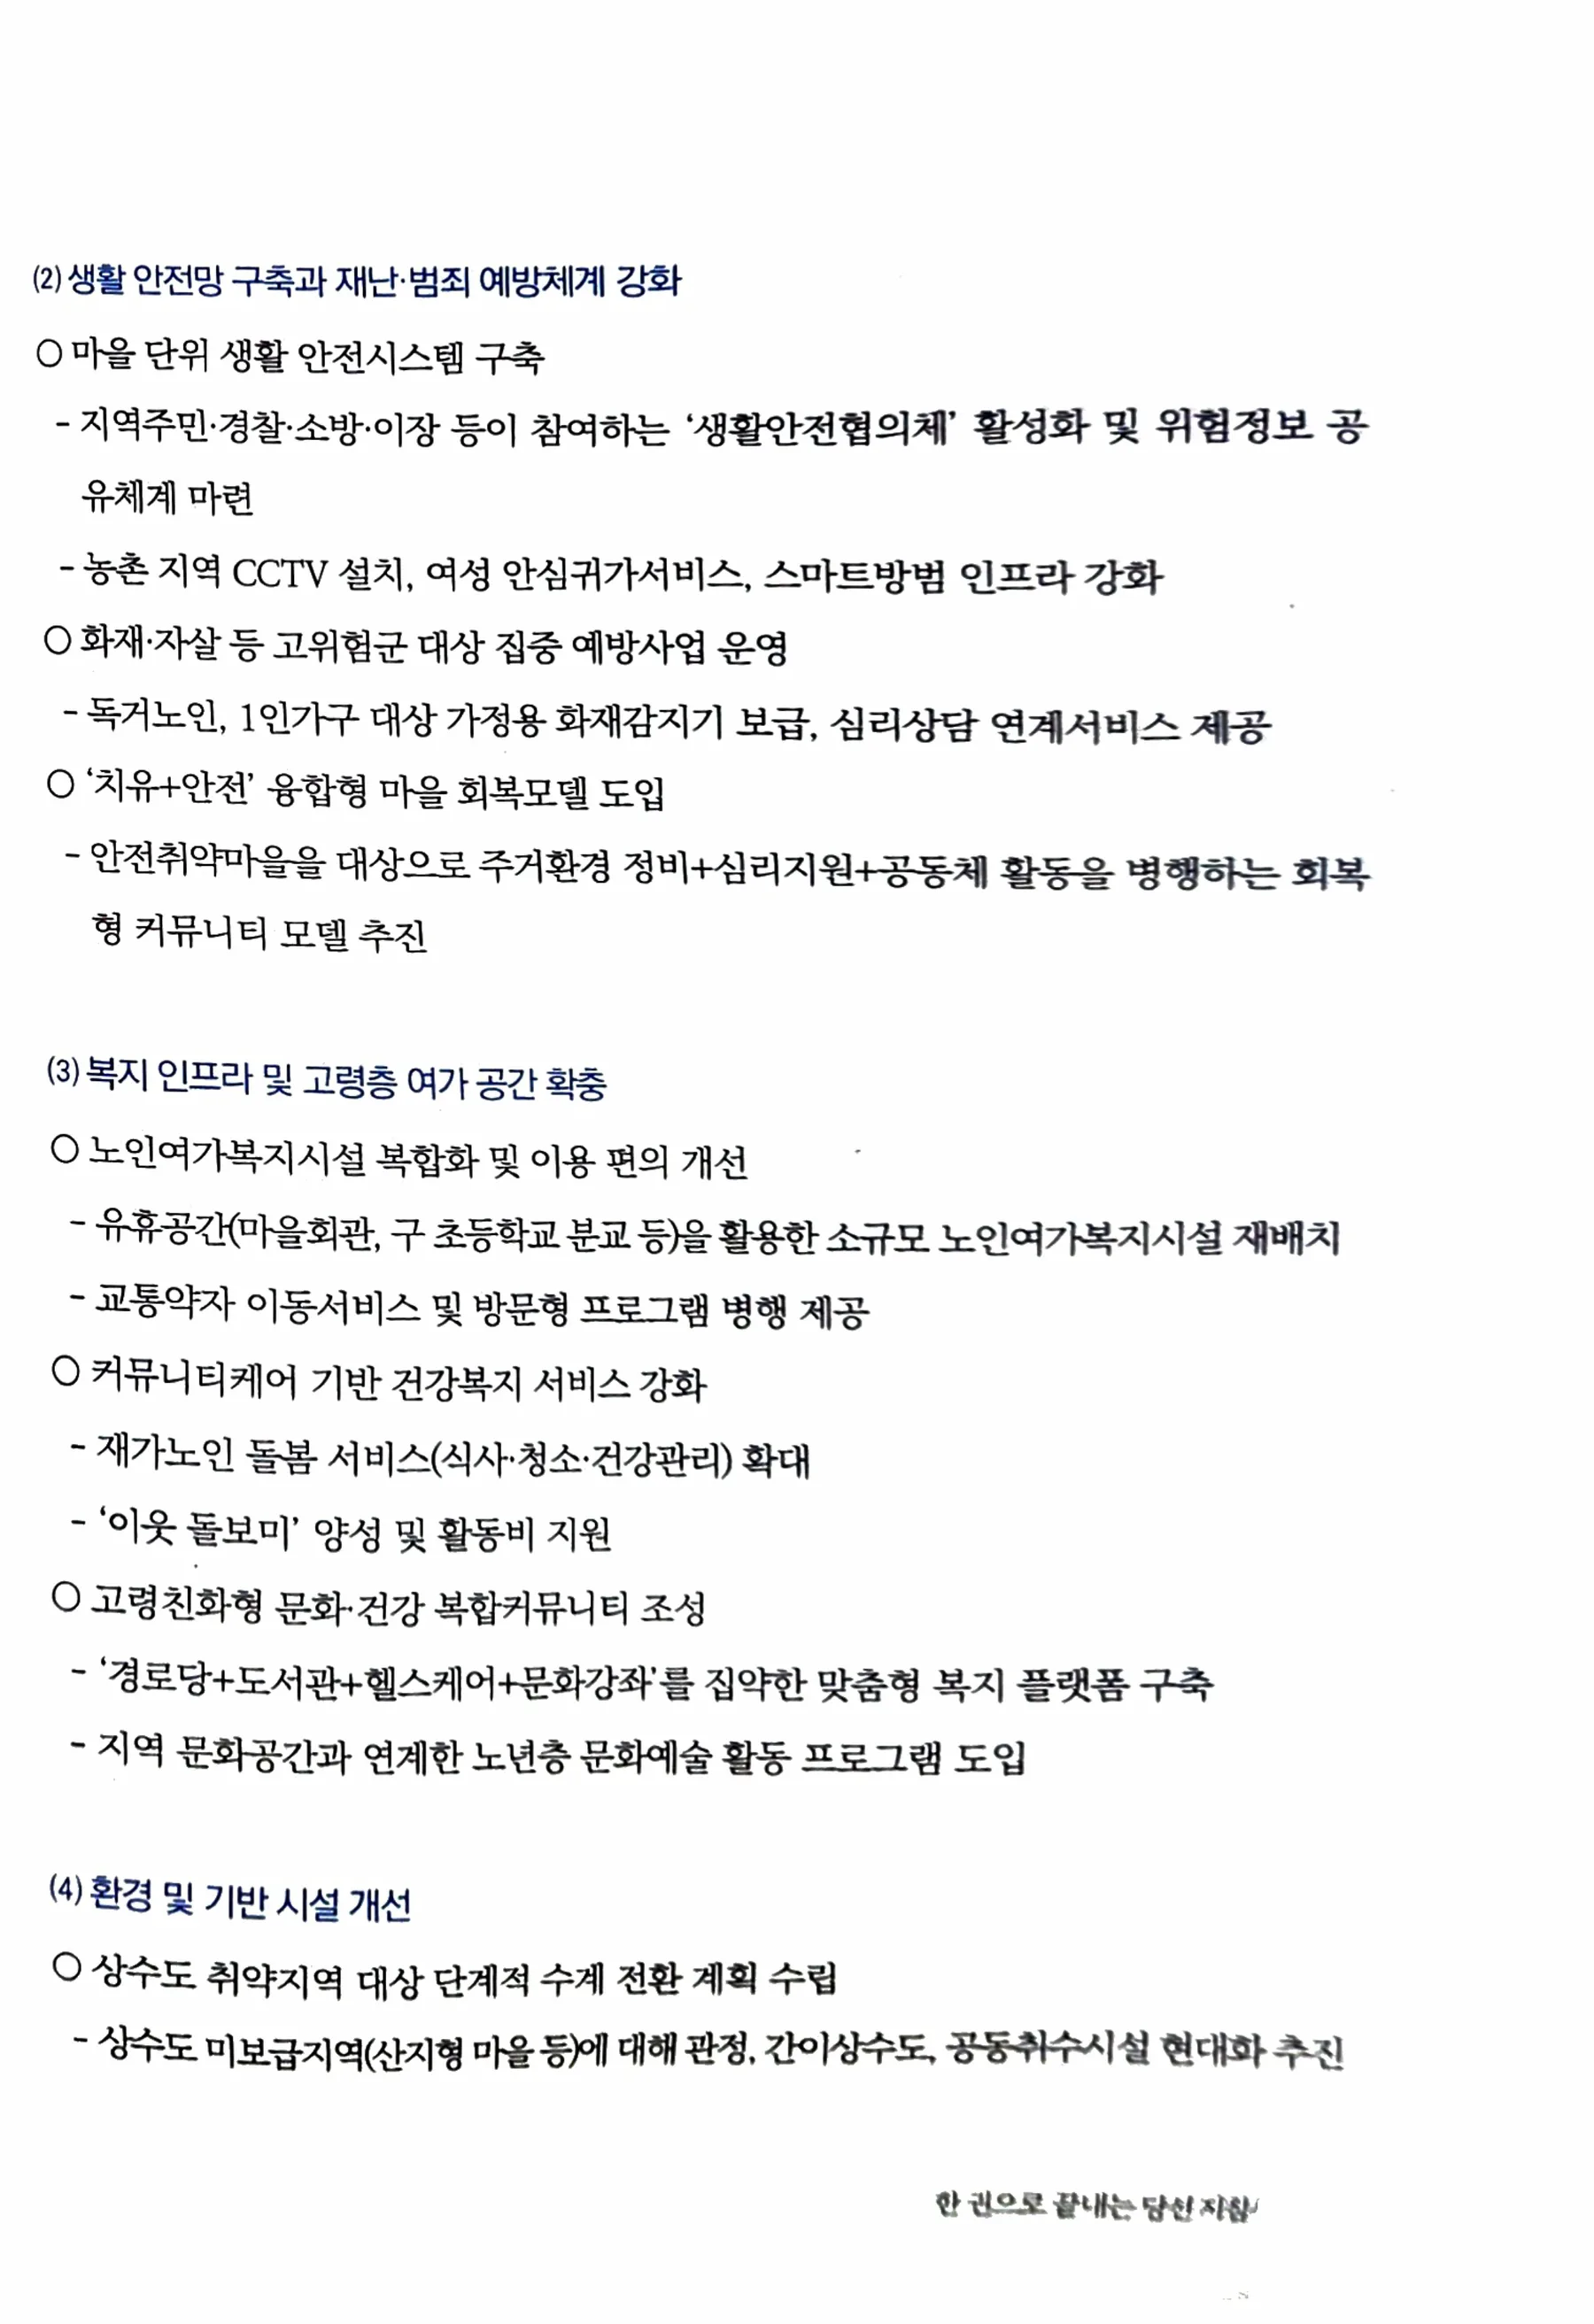 (2) 생활 안전망 구축과 재난·범죄 예방체계 강화
○ 마을 단위 생활 안전시스템 구축
- 지역주민·경찰·소방·이장 등이 참여하는 ‘생활안전협의체’ 활성화 및 위험정보 공
유체계 마련
- 농촌 지역 CCTV 설치, 여성 안심귀가서비스, 스마트방범 인프라 강화
○ 화재·자살 등 고위험군 대상 집중 예방사업 운영
- 독거노인, 1인가구 대상 가정용 화재감지기 보급, 심리상담 연계서비스 제공
○ ‘치유+안전’ 융합형 마을 회복모델 도입
- 안전취약마을을 대상으로 주거환경 정비+심리지원+공동체 활동을 병행하는 회복
형 커뮤니티 모델 추진
(3) 복지 인프라 및 고령층 여가 공간 확충
○ 노인여가복지시설 복합화 및 이용 편의 개선
- 유휴공간(마을회관, 구 초등학교 분교 등)을 활용한 소규모 노인여가복지시설 재배치
- 교통약자 이동서비스 및 방문형 프로그램 병행 제공
○ 커뮤니티케어 기반 건강복지 서비스 강화
- 재가노인 돌봄 서비스(식사·청소·건강관리) 확대
- ‘이웃 돌보미’ 양성 및 활동비 지원
○ 고령친화형 문화·건강 복합커뮤니티 조성
- ‘경로당+도서관+헬스케어+문화강좌’를 집약한 맞춤형 복지 플랫폼 구축
- 지역 문화공간과 연계한 노년층 문화예술 활동 프로그램 도입
(4) 환경 및 기반 시설 개선
○ 상수도 취약지역 대상 단계적 수계 전환 계획 수립
- 상수도 미보급지역(산지형 마을 등)에 대해 관정, 간이상수도, 공동취수시설 현대화 추진
한 권으로 끝내는 당선 지침